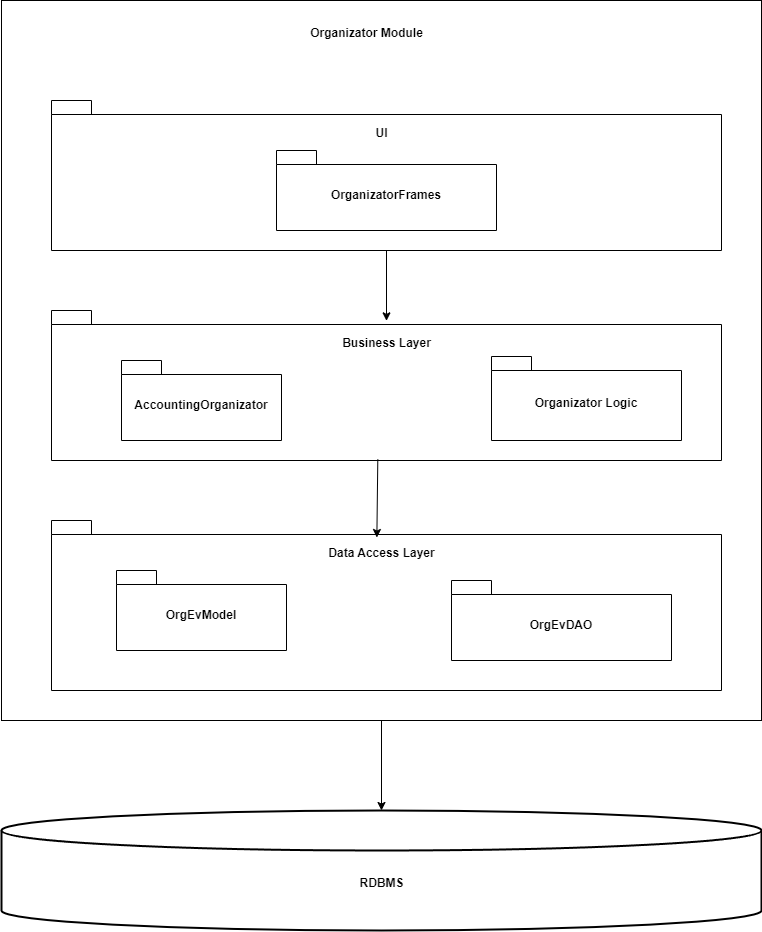 Organizator Module
UI
OrganizatorFrames
Business Layer
AccountingOrganizator
Organizator Logic
Data Access Layer
OrgEvModel
OrgEvDAO
RDBMS